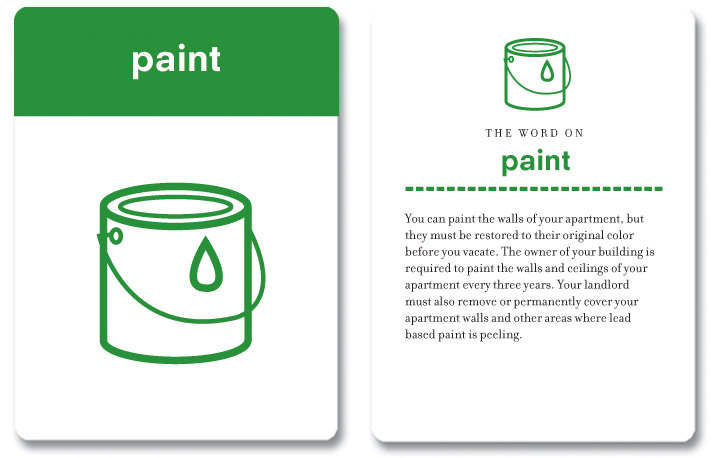 paint
THE WORD ON
paint
You can paint the walls of your apartment, but
they must be restored to their original color
before you vacate. The owner of your building is
required to paint the walls and ceilings of your
apartment every three years. Your landlord
must also remove or permanently cover your
apartment walls and other areas where lead
based paint is peeling.